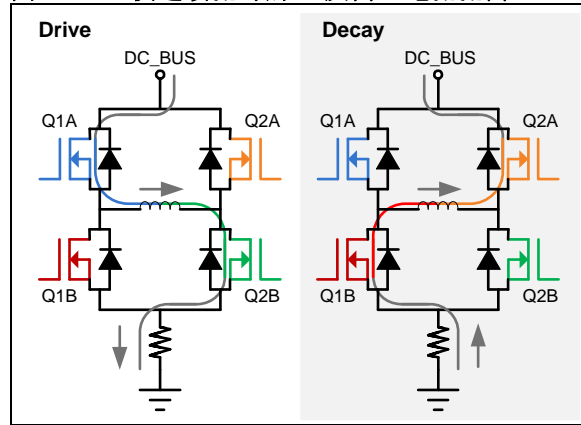 Drive
DC_BUS
Q1A
Q2A
Q1B
Q2B
Decay
DC_BUS
Q1A
Q2A
Q1B
Q2B